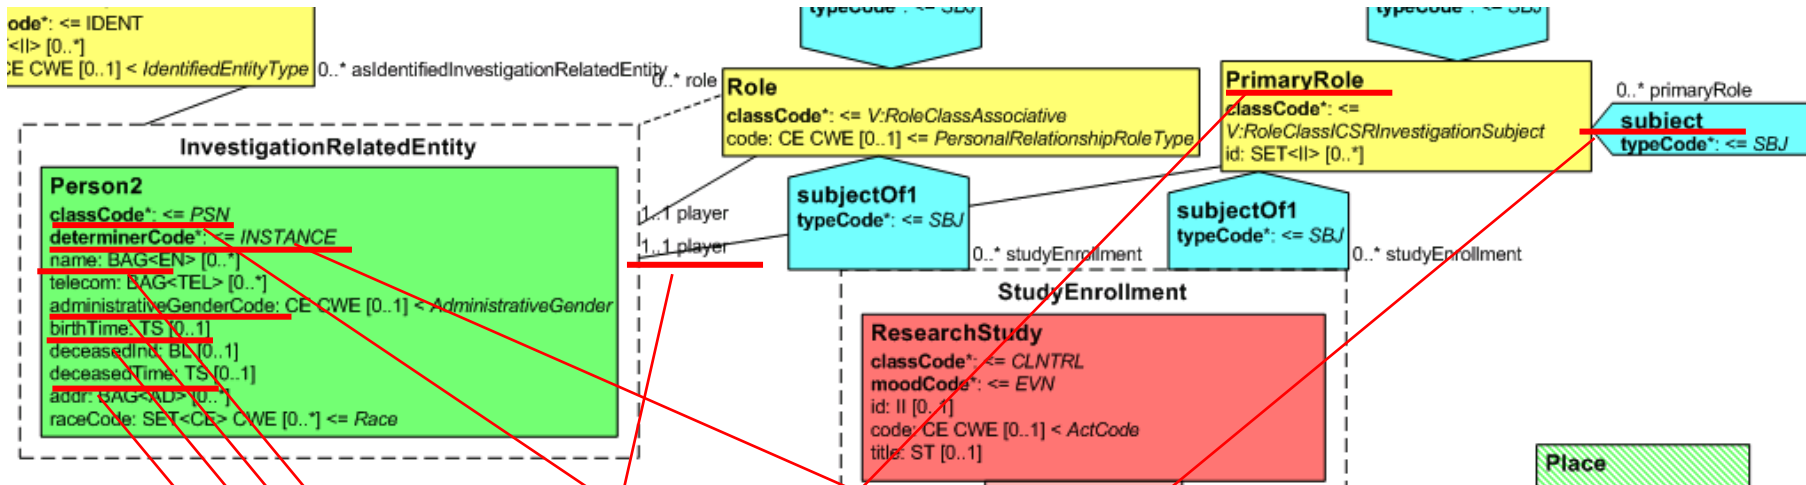 ode*: <= IDENT
<II> [0..*]
CE CWE [0..1] < IdentifiedEntityType
0..* asIdentifiedInvestigationRelatedEntity
0..* role
typeCode*: <= SBJ
typeCode*: <= SBJ
Role
classCode*: <= V:RoleClassAssociative
code: CE CWE [0..1] <= PersonalRelationshipRoleType
PrimaryRole
classCode*: <=
V:RoleClassICSRInvestigationSubject
id: SET<II> [0..*]
0..* primaryRole
subject
typeCode*: <= SBJ
InvestigationRelatedEntity
Person2
classCode*: <= PSN
determinerCode*: <= INSTANCE
name: BAG<EN> [0..*]
telecom: BAG<TEL> [0..*]
administrativeGenderCode: CE CWE [0..1] < AdministrativeGender
birthTime: TS [0..1]
deceasedInd: BL [0..1]
deceasedTime: TS [0..1]
addr: BAG<AD> [0..*]
raceCode: SET<CE> CWE [0..*] <= Race
1..1 player
1..1 player
subjectOf1
typeCode*: <= SBJ
0..* studyEnrollment
subjectOf1
typeCode*: <= SBJ
0..* studyEnrollment
StudyEnrollment
ResearchStudy
classCode*: <= CLNTRL
moodCode*: <= EVN
id: II [0..1]
code: CE CWE [0..1] < ActCode
title: ST [0..1]
Place